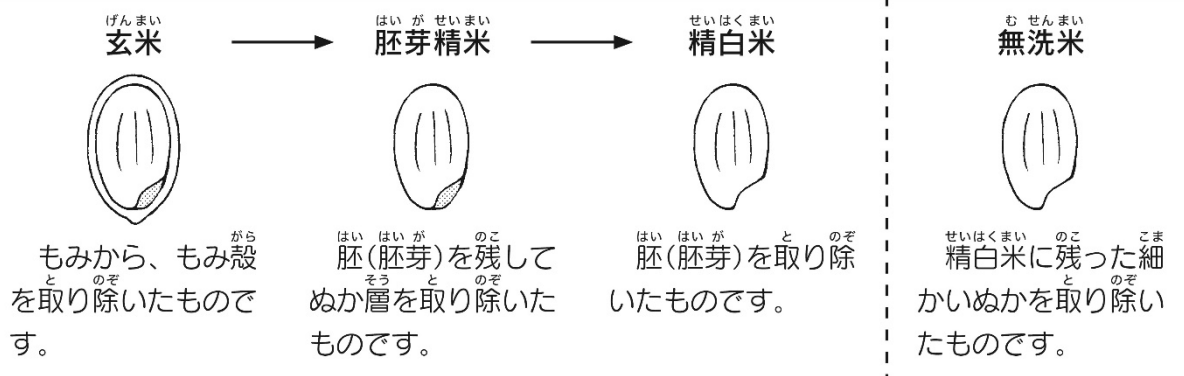 げんまい
玄米
はい が せいまい
胚芽精米
せいはくまい
精白米
む せんまい
無洗米
がら
もみから、もみ殻
と のぞ
を取り除いたもので
す。
はい はい が のこ
胚(胚芽)を残して
そう と のぞ
ぬか層を取り除いた
ものです。
はい はい が と のぞ
胚(胚芽)を取り除
いたものです。
せいはくまい のこ こま
精白米に残った細
と のぞ
かいぬかを取り除い
たものです。